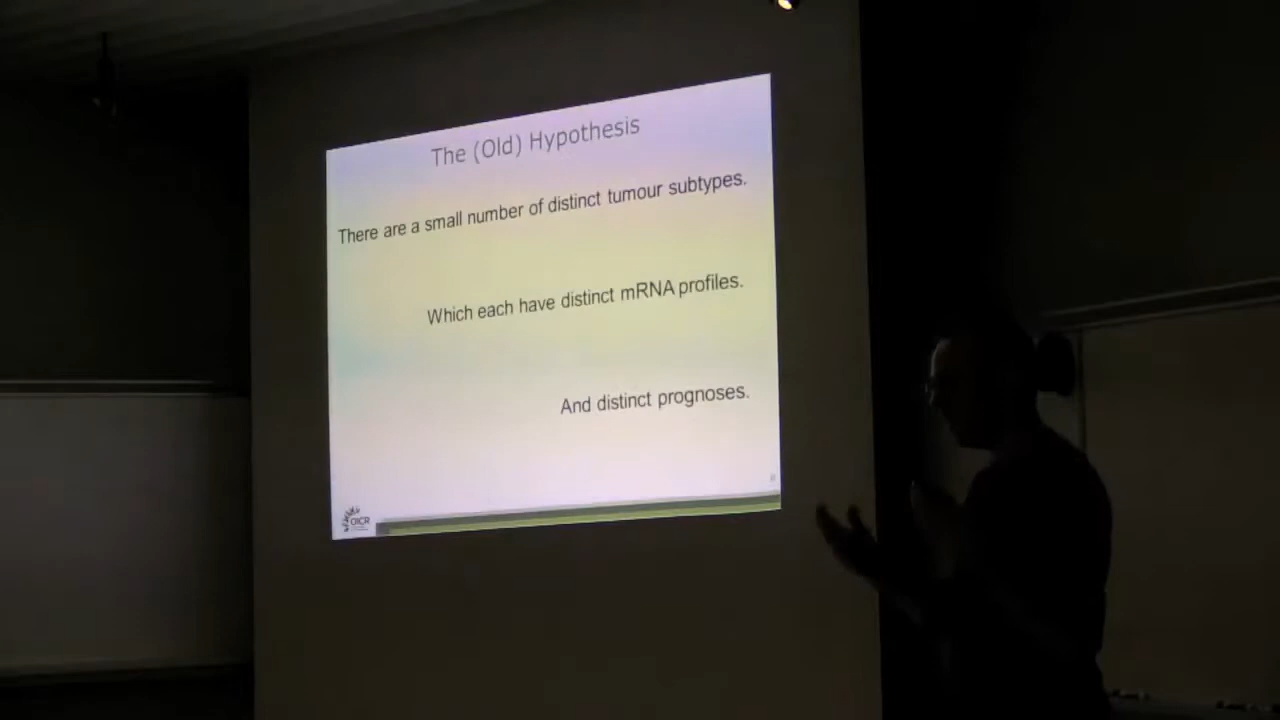 The (Old) Hypothesis
There are a small number of distinct tumour subtypes.
Which each have distinct mRNA profiles.
And distinct prognoses.
OICR